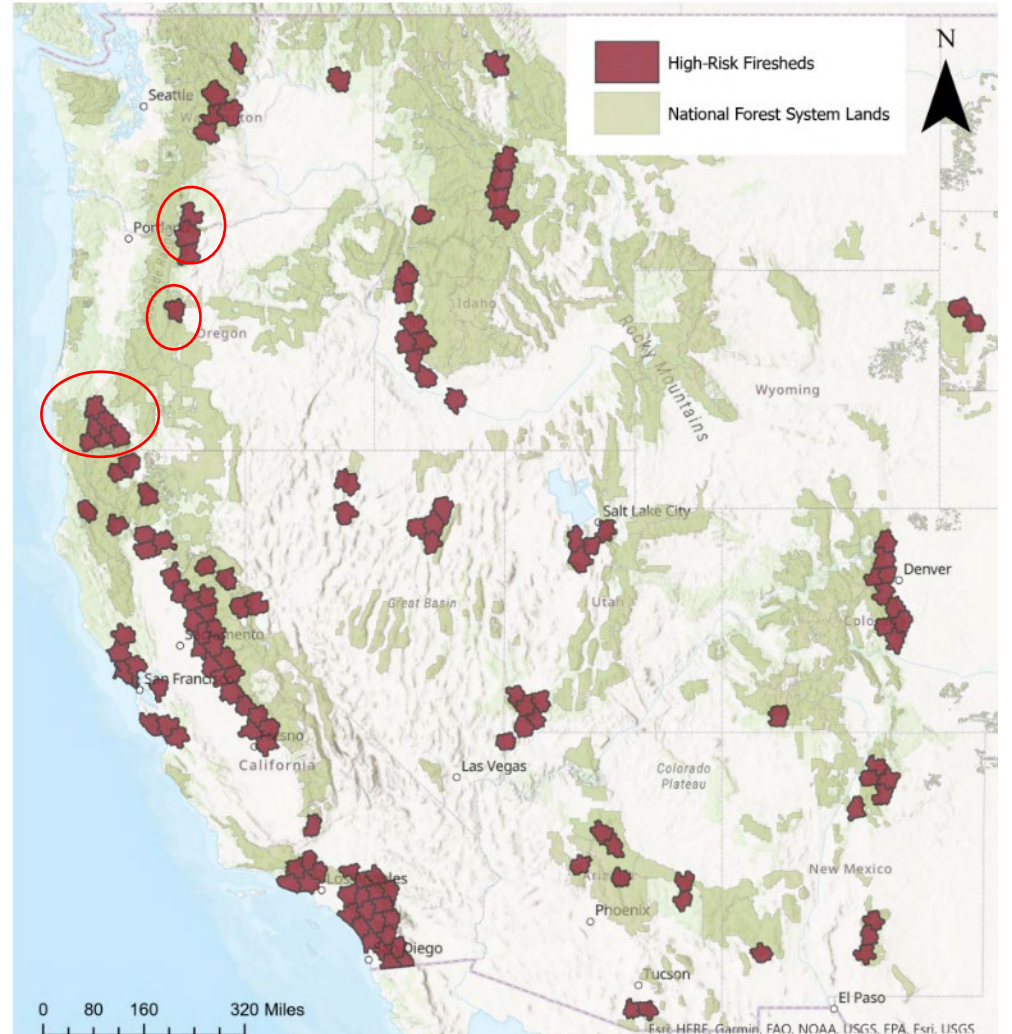 N
High-Risk Firesheds
National Forest System Lands
Seattle
Washington
Portland
Idaho
Oregon
Rocky Mountains
Wyoming
Salt Lake City
Denver
Great Basin
Utah
Colo
Sacramento
San Francisco
Fresno
California
Las Vegas
Colorado
Plateau
New Mexico
Los Angeles
Arizona
Phoenix
Diego
Tucson
El Paso
0 80 160 320 Miles
Esri, HERE, Garmin, FAO, NOAA, USGS, EPA, Esri, USGS